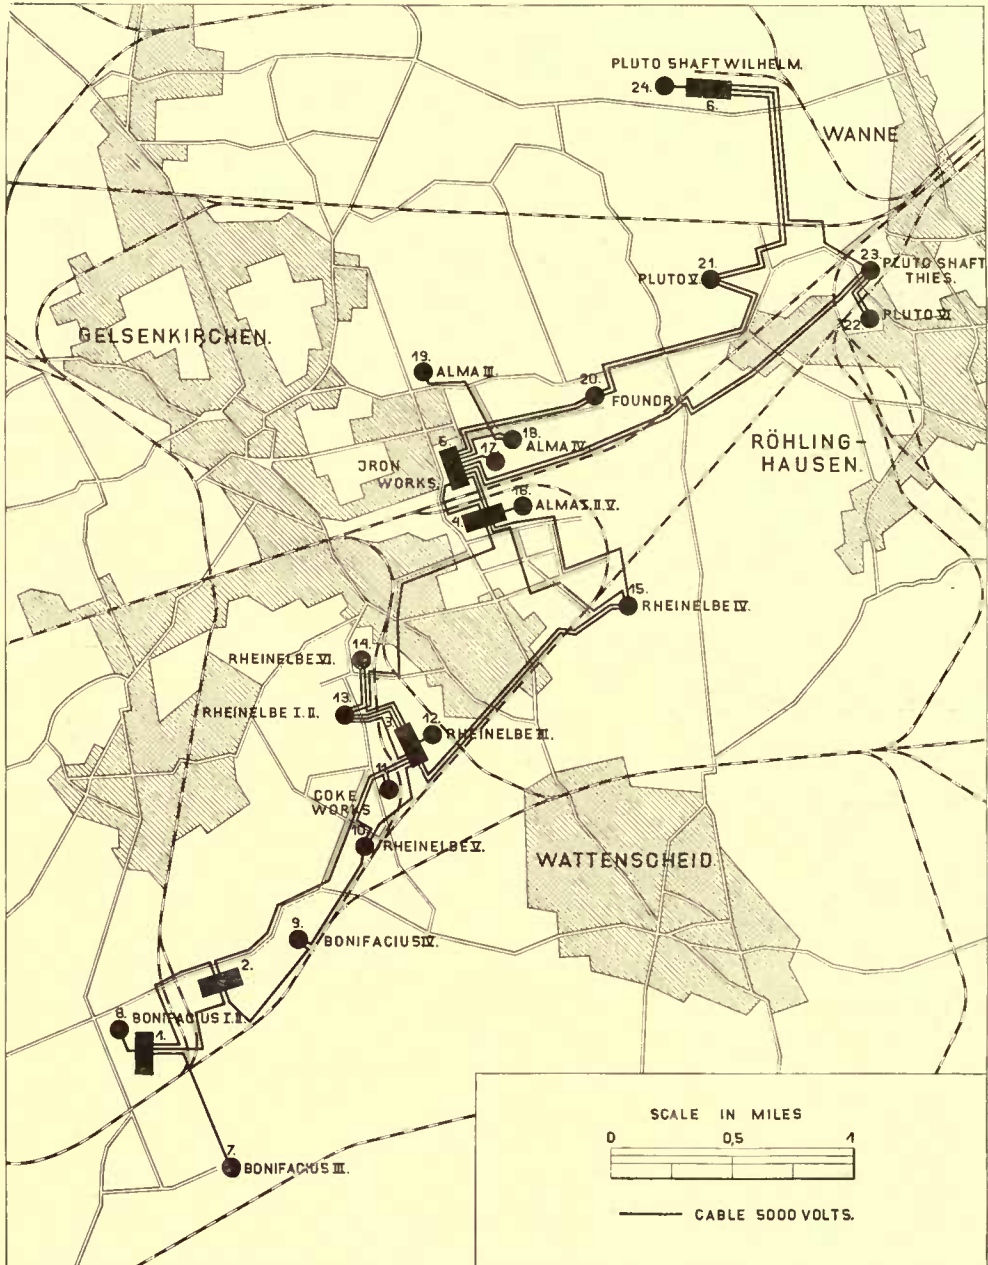 PLUTO SHAFT WILHELM.
24.
6.
WANNE
23.
PLUTO SHAFT
THIES.
21.
PLUTO V.
22.
PLUTO VI
GELSENKIRCHEN.
19.
ALMA III.
20.
FOUNDRY.
5.
18.
ALMA IV.
17.
JRON
WORKS.
RÖHLING-
HAUSEN.
16.
ALMA I.II.V.
4.
15.
RHEINELBE IV.
14.
RHEINELBE VI.
13.
RHEINELBE I.II.
3
12.
RHEINELBE III.
11.
COKE
WORKS
10.
RHEINELBE V.
WATTENSCHEID.
9.
BONIFACIUS IV.
2.
8.
BONIFACIUS I.II.
1.
7.
BONIFACIUS III.
SCALE IN MILES
0 0,5 1
CABLE 5000 VOLTS.